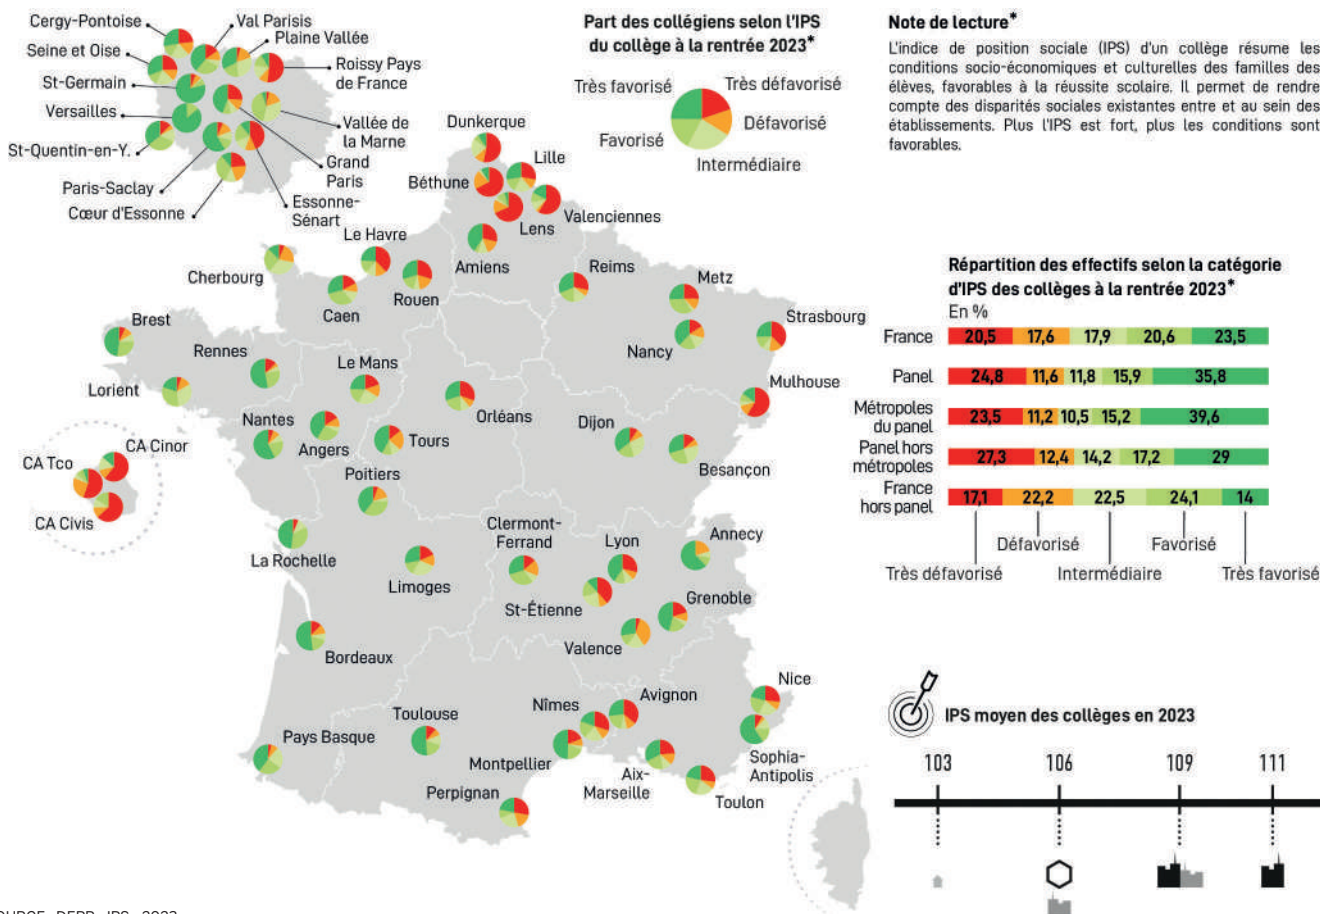 Cergy-Pontoise
Val Parisis
Seine et Oise
Plaine Vallée
St-Germain
Roissy Pays
de France
Versailles
Vallée de
la Marne
St-Quentin-en-Y.
Grand
Paris
Paris-Saclay
Essonne-
Sénart
Cœur d'Essonne
Part des collégiens selon l'IPS
du collège à la rentrée 2023*
Très favorisé
Très défavorisé
Favorisé
Défavorisé
Intermédiaire
Note de lecture*
L'indice de position sociale (IPS) d'un collège résume les
conditions socio-économiques et culturelles des familles des
élèves, favorables à la réussite scolaire. Il permet de rendre
compte des disparités sociales existantes entre et au sein des
établissements. Plus l'IPS est fort, plus les conditions sont
favorables.
Dunkerque
Lille
Béthune
Valenciennes
Lens
Le Havre
Amiens
Cherbourg
Rouen
Reims
Metz
Caen
Strasbourg
Brest
Nancy
Rennes
Le Mans
Lorient
Mulhouse
Orléans
Nantes
Dijon
Angers
Tours
Besançon
CA Cinor
CA Tco
CA Civis
Poitiers
La Rochelle
Clermont-
Ferrand
Lyon
Annecy
Limoges
St-Étienne
Grenoble
Valence
Bordeaux
Nice
Avignon
Nîmes
Toulouse
Pays Basque
Montpellier
Sophia-
Antipolis
Aix-
Marseille
Toulon
Perpignan
Répartition des effectifs selon la catégorie
d'IPS des collèges à la rentrée 2023*
En %
France 20,5 17,6 17,9 20,6 23,5
Panel 24,8 11,6 11,8 15,9 35,8
Métropoles
du panel 23,5 11,2 10,5 15,2 39,6
Panel hors
métropoles 27,3 12,4 14,2 17,2 29
France
hors panel 17,1 22,2 22,5 24,1 14
Défavorisé Favorisé
Très défavorisé Intermédiaire Très favorisé
IPS moyen des collèges en 2023
103 106 109 111